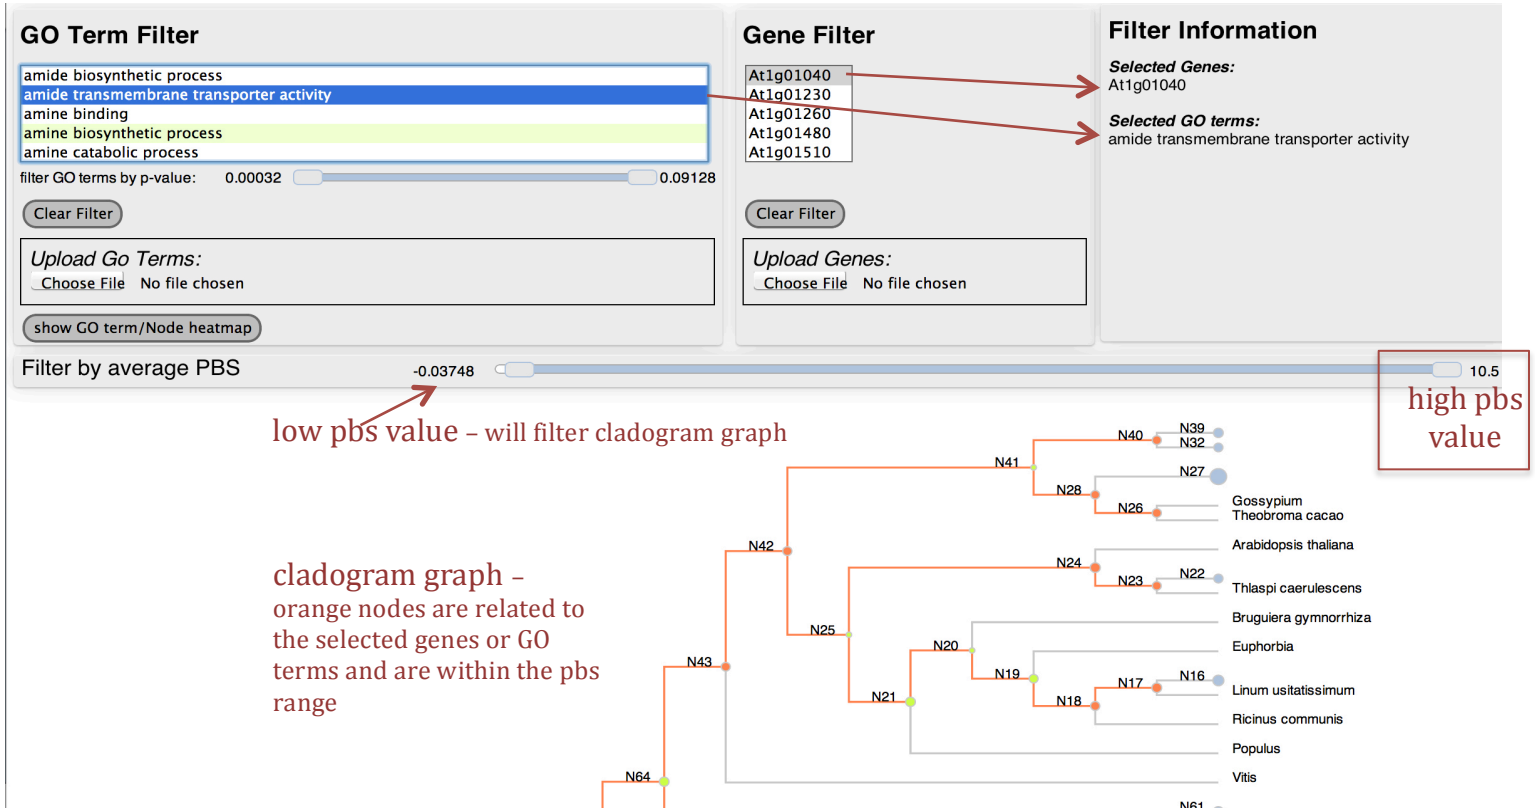 GO Term Filter
amide biosynthetic process
amide transmembrane transporter activity
amine binding
amine biosynthetic process
amine catabolic process
filter GO terms by p-value: 0.00032 0.09128
Clear Filter
Upload Go Terms:
Choose File No file chosen
show GO term/Node heatmap
Gene Filter
At1g01040
At1g01230
At1g01260
At1g01480
At1g01510
Clear Filter
Upload Genes:
Choose File No file chosen
Filter Information
Selected Genes:
At1g01040
Selected GO terms:
amide transmembrane transporter activity
Filter by average PBS -0.03748 10.5
high pbs
value
low pbs value – will filter cladogram graph
cladogram graph –
orange nodes are related to
the selected genes or GO
terms and are within the pbs
range
N39
N40
N32
N41
N27
N28
N26
Gossypium
Theobroma cacao
N42
Arabidopsis thaliana
N24
N22
N23
Thlaspi caerulescens
Bruguiera gymnorrhiza
N25
N20
Euphorbia
N43
N19
N16
N17
Linum usitatissimum
N21
N18
Ricinus communis
Populus
N64
Vitis
N61